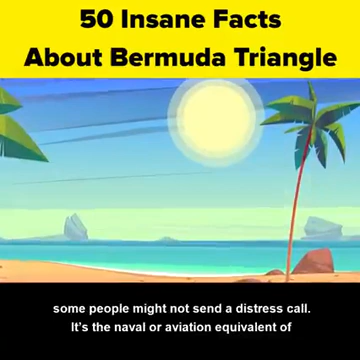 50 Insane Facts
About Bermuda Triangle
some people might not send a distress call.
It's the naval or aviation equivalent of